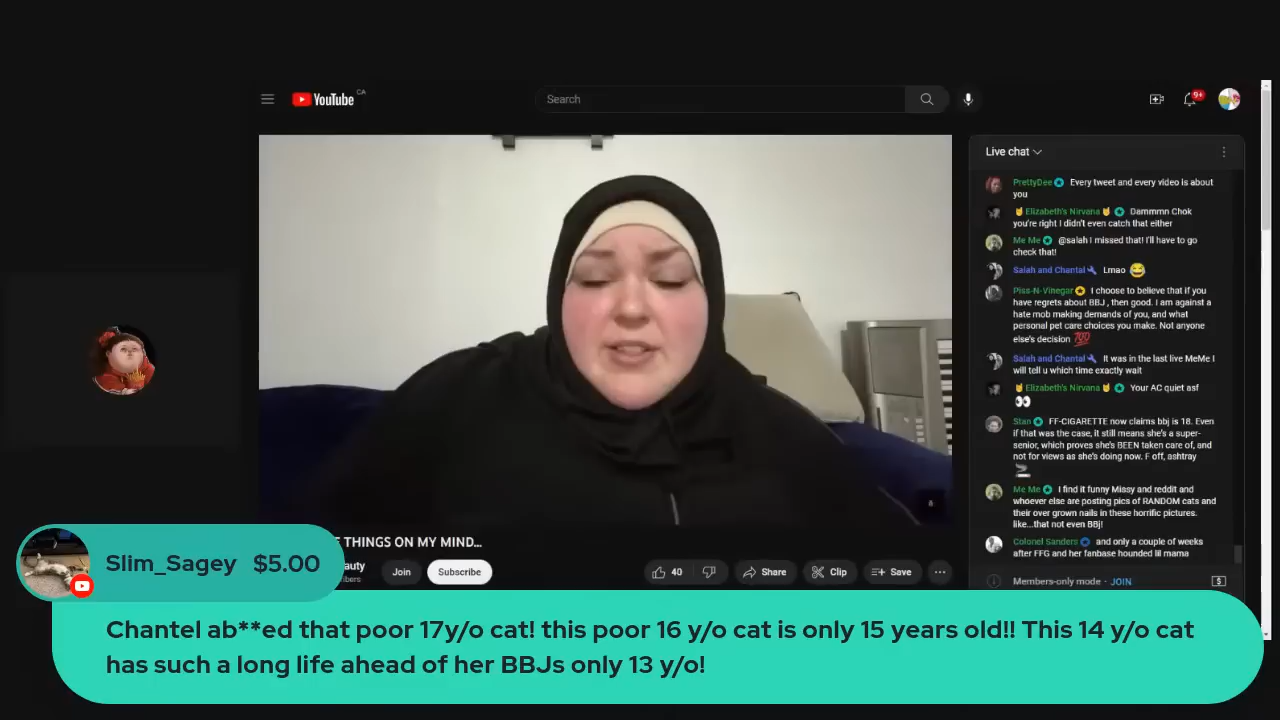 YouTube CA
Search
9+
Live chat
PrettyDee Every tweet and every video is about
you
Elizabeth's Nirvana Dammmn Chok
you're right I didn't even catch that either
Me Me @salah I missed that! I'll have to go
check that!
Salah and Chantal Lmao 😂
Piss-N-Vinegar I choose to believe that if you
have regrets about BBJ , then good. I am against a
hate mob making demands of you, and what
personal pet care choices you make. Not anyone
else's decision 💯
Salah and Chantal It was in the last live MeMe I
will tell u which time exactly wait
Elizabeth's Nirvana Your AC quiet asf
👀
Stan FF-CIGARETTE now claims bbj is 18. Even
if that was the case, it still means she's a super-
senior, which proves she's BEEN taken care of, and
not for views as she's doing now. F off, ashtray
🚬
Me Me I find it funny Missy and reddit and
whoever else are posting pics of RANDOM cats and
their over grown nails in these horrific pictures.
like...that not even BBj!
Colonel Sanders and only a couple of weeks
after FFG and her fanbase hounded lil mama
Members-only mode - JOIN
THINGS ON MY MIND...
auty
bers
Join
Subscribe
40
Share
Clip
Save
Slim_Sagey $5.00
Chantel ab**ed that poor 17y/o cat! this poor 16 y/o cat is only 15 years old!! This 14 y/o cat
has such a long life ahead of her BBJs only 13 y/o!